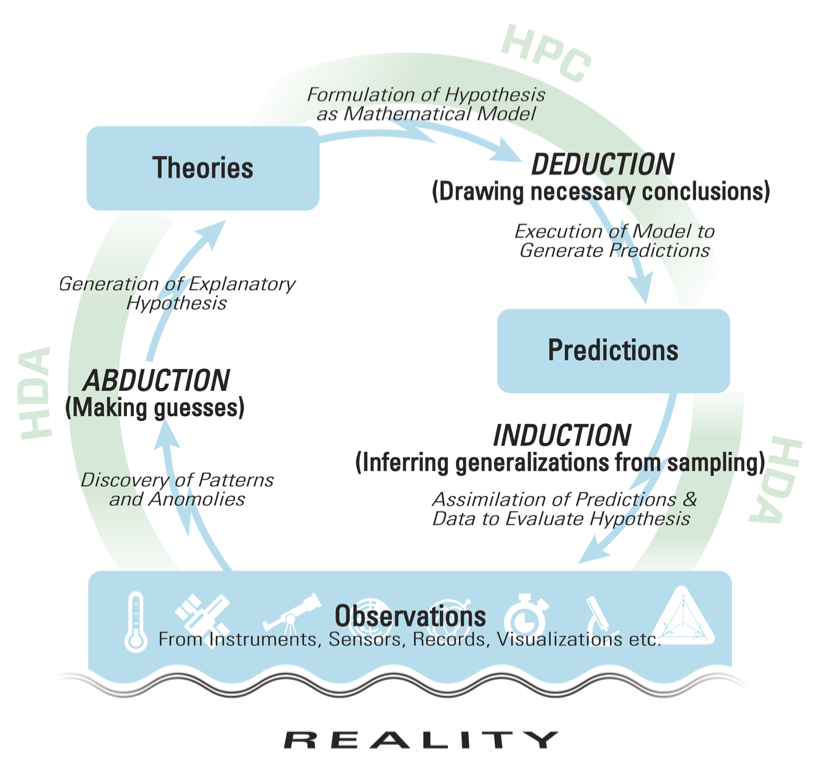 HPC
Formulation of Hypothesis
as Mathematical Model
Theories
DEDUCTION
(Drawing necessary conclusions)
Execution of Model to
Generate Predictions
Generation of Explanatory
Hypothesis
Predictions
HDA
ABDUCTION
(Making guesses)
INDUCTION
(Inferring generalizations from sampling)
HDA
Discovery of Patterns
and Anomolies
Assimilation of Predictions &
Data to Evaluate Hypothesis
Observations
From Instruments, Sensors, Records, Visualizations etc.
REALITY